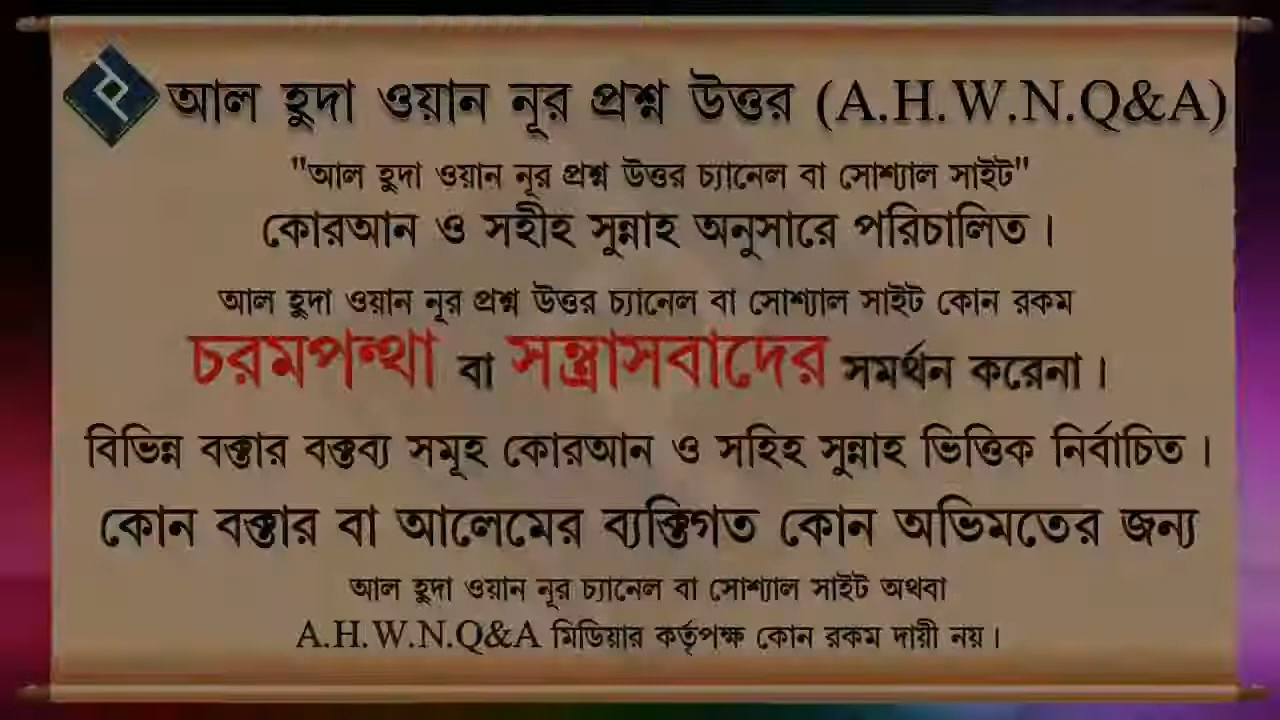 আল হুদা ওয়ান নূর প্রশ্ন উত্তর (A.H.W.N.Q&A)
"আল হুদা ওয়ান নূর প্রশ্ন উত্তর চ্যানেল বা সোশ্যাল সাইট"
কোরআন ও সহীহ সুন্নাহ অনুসারে পরিচালিত।
আল হুদা ওয়ান নূর প্রশ্ন উত্তর চ্যানেল বা সোশ্যাল সাইট কোন রকম
চরমপন্থা বা সন্ত্রাসবাদের সমর্থন করেনা।
বিভিন্ন বক্তার বক্তব্য সমূহ কোরআন ও সহিহ সুন্নাহ ভিত্তিক নির্বাচিত।
কোন বক্তার বা আলেমের ব্যক্তিগত কোন অভিমতের জন্য
আল হুদা ওয়ান নূর চ্যানেল বা সোশ্যাল সাইট অথবা
A.H.W.N.Q&A মিডিয়ার কর্তৃপক্ষ কোন রকম দায়ী নয়।